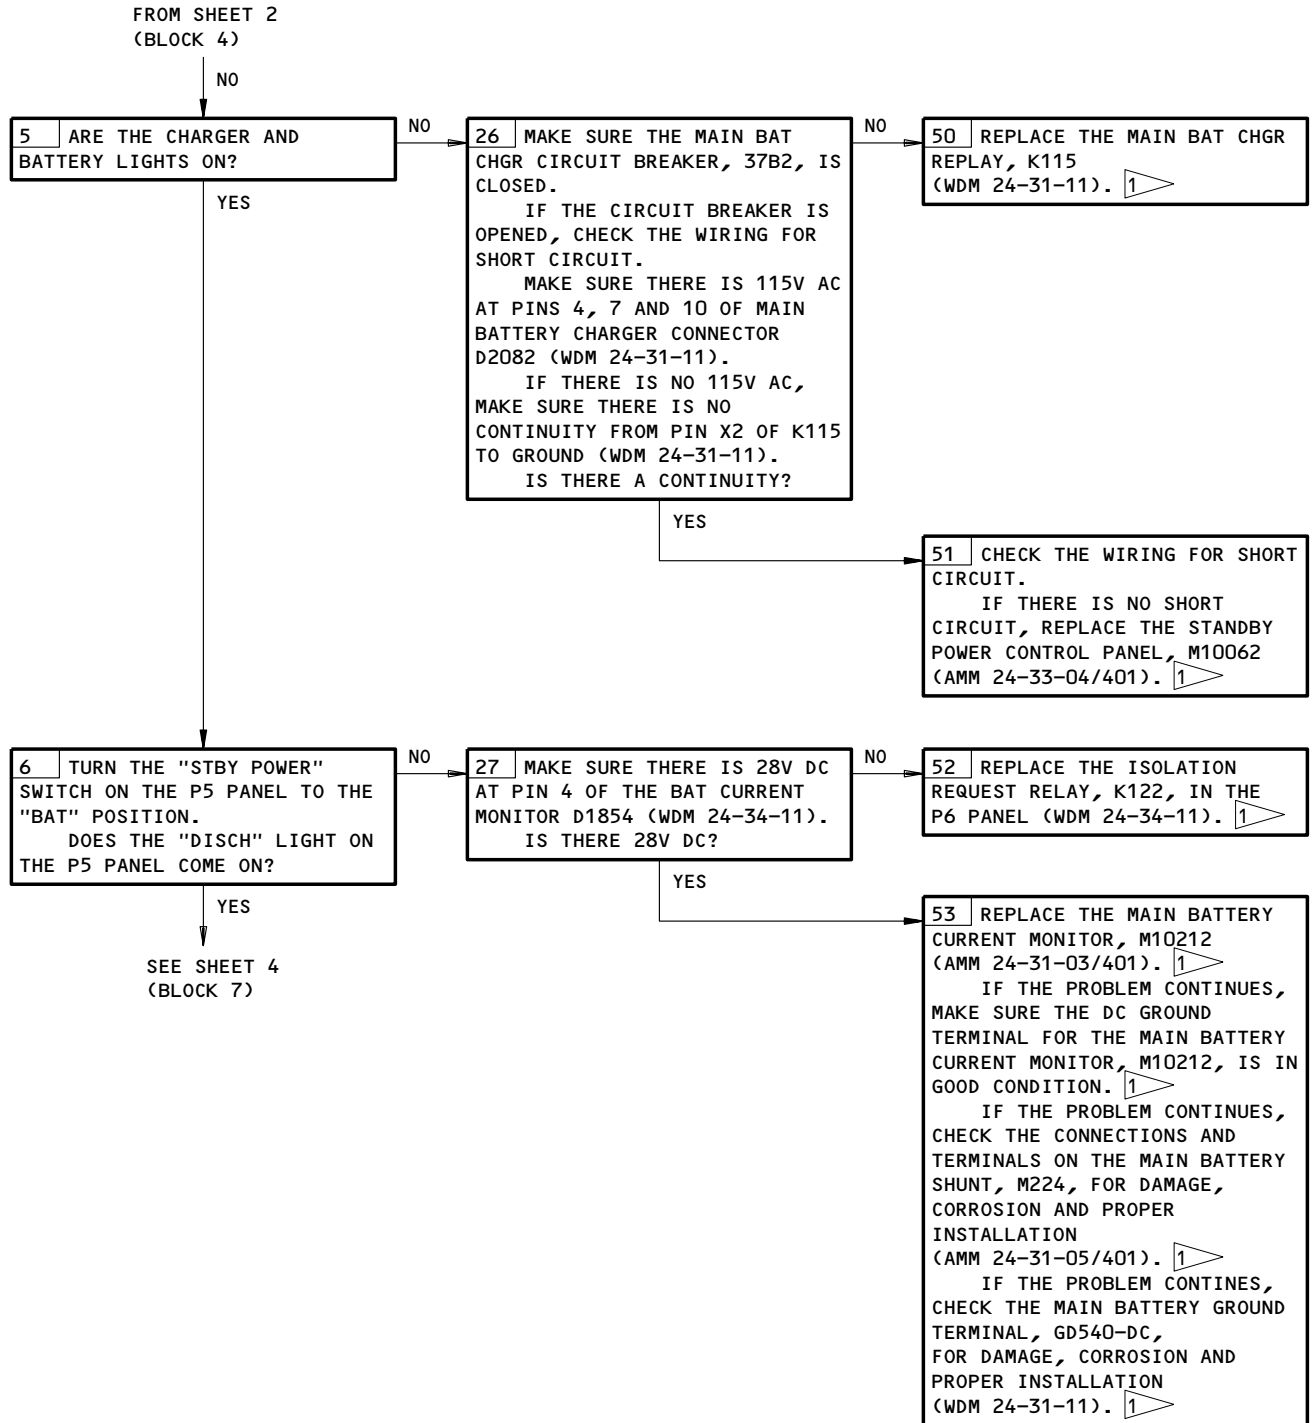 FROM SHEET 2
(BLOCK 4)
NO
5 ARE THE CHARGER AND
BATTERY LIGHTS ON?
NO
YES
26 MAKE SURE THE MAIN BAT
CHGR CIRCUIT BREAKER, 37B2, IS
CLOSED.
IF THE CIRCUIT BREAKER IS
OPENED, CHECK THE WIRING FOR
SHORT CIRCUIT.
MAKE SURE THERE IS 115V AC
AT PINS 4, 7 AND 10 OF MAIN
BATTERY CHARGER CONNECTOR
D2082 (WDM 24-31-11).
IF THERE IS NO 115V AC,
MAKE SURE THERE IS NO
CONTINUITY FROM PIN X2 OF K115
TO GROUND (WDM 24-31-11).
IS THERE A CONTINUITY?
NO
YES
50 REPLACE THE MAIN BAT CHGR
REPLAY, K115
(WDM 24-31-11). 1
51 CHECK THE WIRING FOR SHORT
CIRCUIT.
IF THERE IS NO SHORT
CIRCUIT, REPLACE THE STANDBY
POWER CONTROL PANEL, M10062
(AMM 24-33-04/401). 1
6 TURN THE "STBY POWER"
SWITCH ON THE P5 PANEL TO THE
"BAT" POSITION.
DOES THE "DISCH" LIGHT ON
THE P5 PANEL COME ON?
NO
YES
SEE SHEET 4
(BLOCK 7)
27 MAKE SURE THERE IS 28V DC
AT PIN 4 OF THE BAT CURRENT
MONITOR D1854 (WDM 24-34-11).
IS THERE 28V DC?
NO
YES
52 REPLACE THE ISOLATION
REQUEST RELAY, K122, IN THE
P6 PANEL (WDM 24-34-11). 1
53 REPLACE THE MAIN BATTERY
CURRENT MONITOR, M10212
(AMM 24-31-03/401). 1
IF THE PROBLEM CONTINUES,
MAKE SURE THE DC GROUND
TERMINAL FOR THE MAIN BATTERY
CURRENT MONITOR, M10212, IS IN
GOOD CONDITION. 1
IF THE PROBLEM CONTINUES,
CHECK THE CONNECTIONS AND
TERMINALS ON THE MAIN BATTERY
SHUNT, M224, FOR DAMAGE,
CORROSION AND PROPER
INSTALLATION
(AMM 24-31-05/401). 1
IF THE PROBLEM CONTINES,
CHECK THE MAIN BATTERY GROUND
TERMINAL, GD540-DC,
FOR DAMAGE, CORROSION AND
PROPER INSTALLATION
(WDM 24-31-11). 1